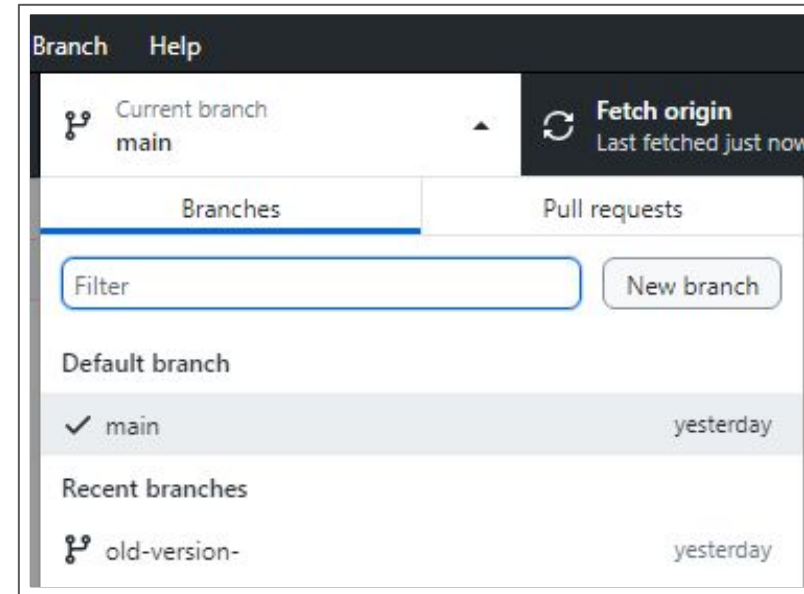 Branch Help
Current branch
main
Fetch origin
Last fetched just now
Branches Pull requests
Filter New branch
Default branch
main yesterday
Recent branches
old-version- yesterday